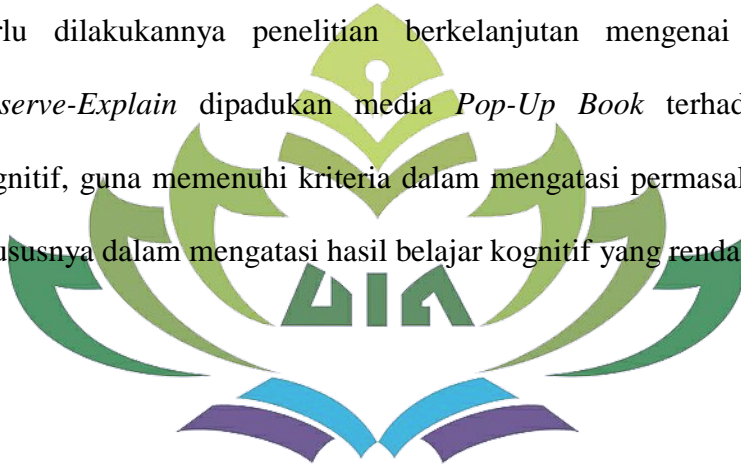 rlu dilakukannya penelitian berkelanjutan mengenai
serve-Explain dipadukan media Pop-Up Book terhad
gnitif, guna memenuhi kriteria dalam mengatasi permasal
ususnya dalam mengatasi hasil belajar kognitif yang renda
UIN